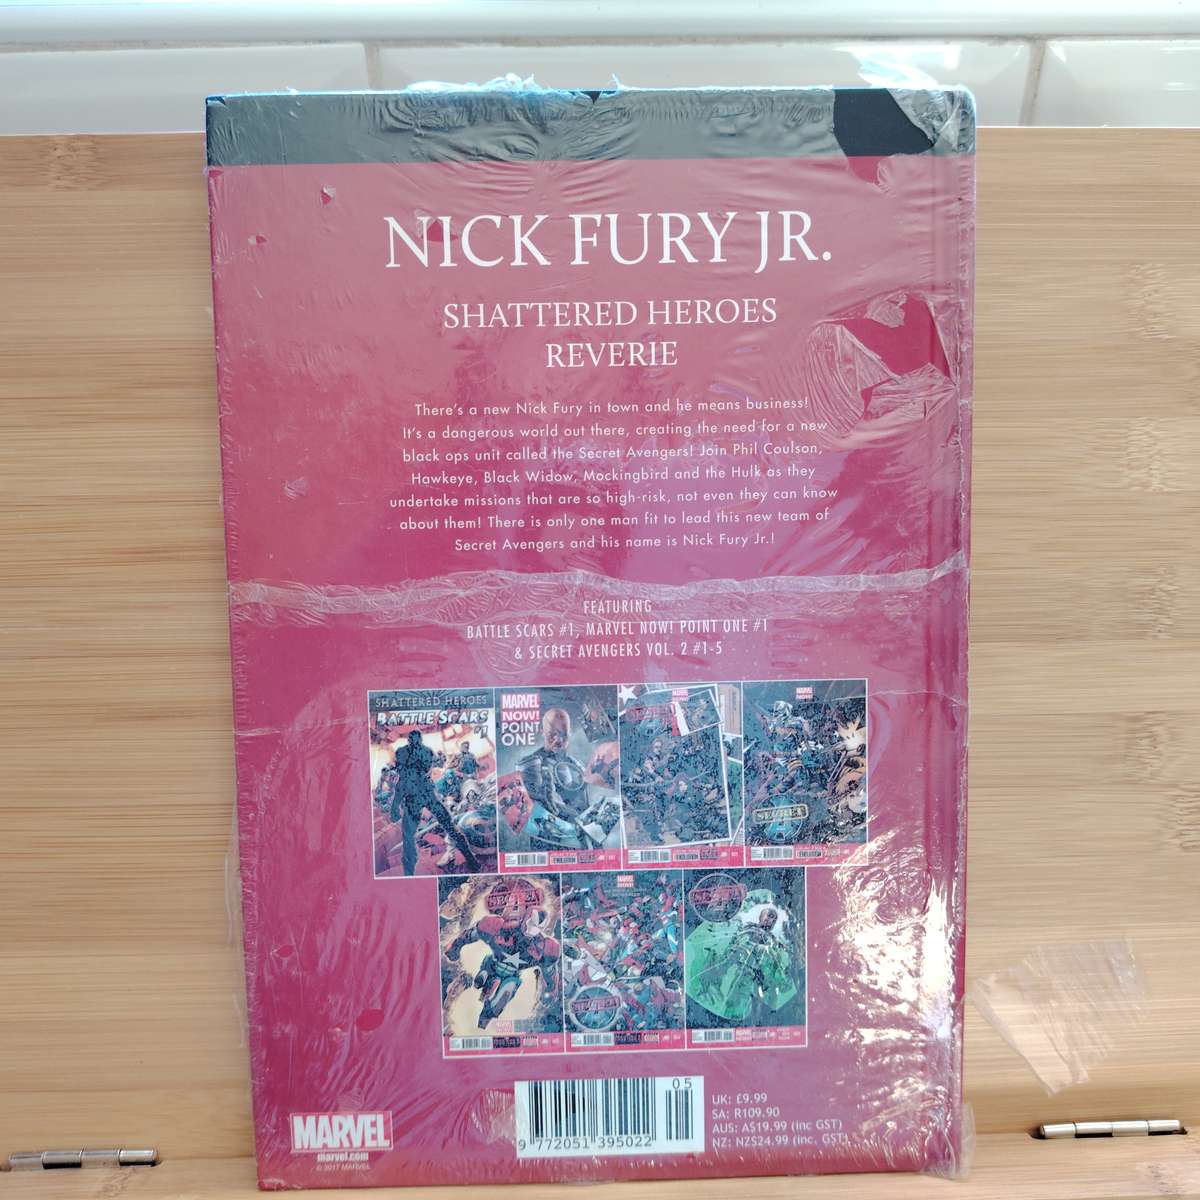 NICK FURY JR.
SHATTERED HEROES
REVERIE
There's a new Nick Fury in town and he means business!
It's a dangerous world out there, creating the need for a new
black ops unit called the Secret Avengers! Join Phil Coulson,
Hawkeye, Black Widow, Mockingbird and the Hulk as they
undertake missions that are so high-risk, not even they can know
about them! There is only one man fit to lead this new team of
Secret Avengers and his name is Nick Fury Jr.!
FEATURING
BATTLE SCARS #1, MARVEL NOW! POINT ONE #1
& SECRET AVENGERS VOL. 2 #1-5
SHATTERED HEROES
BATTLE SCARS
#1
MARVEL
NOW!
POINT
ONE
SECRET
05
9 772051 395022
UK: £9.99
SA: R109.90
AUS: A$19.99 (inc GST)
NZ: NZ$24.99 (inc. GST)
MARVEL
marvel.com
© 2017 MARVEL